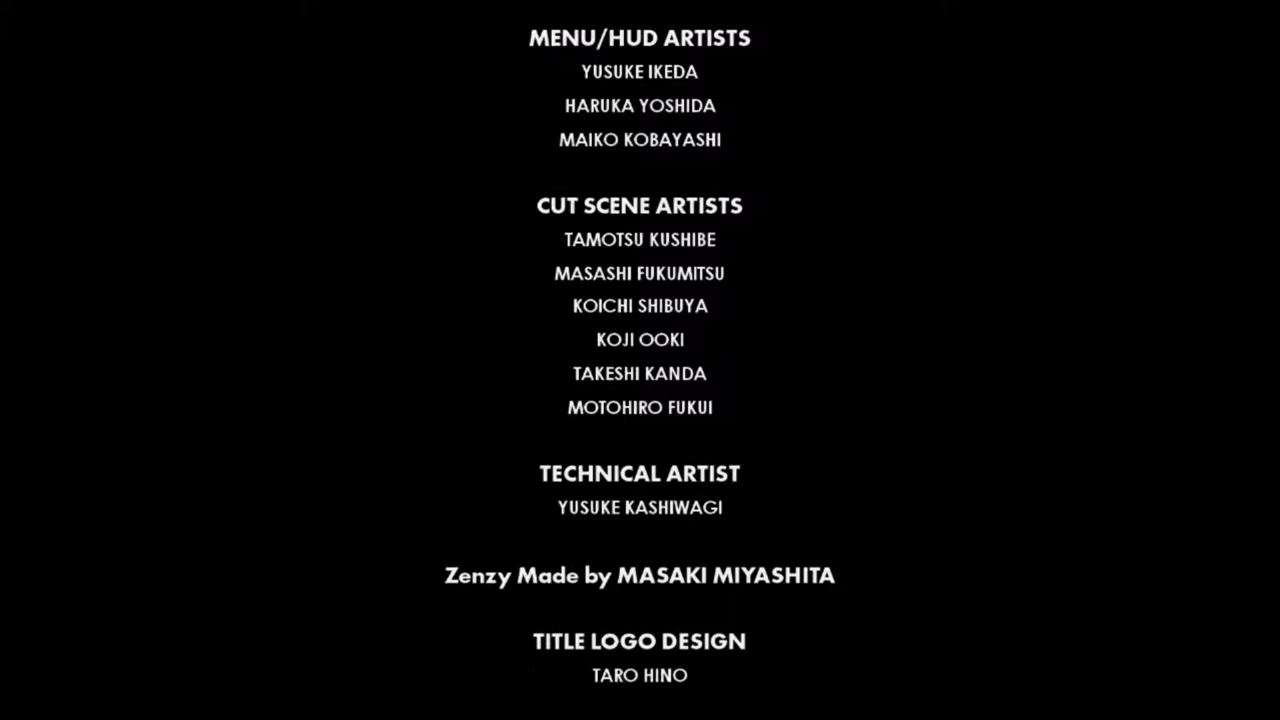 MENU/HUD ARTISTS
YUSUKE IKEDA
HARUKA YOSHIDA
MAIKO KOBAYASHI
CUT SCENE ARTISTS
TAMOTSU KUSHIBE
MASASHI FUKUMITSU
KOICHI SHIBUYA
KOJI OOKI
TAKESHI KANDA
MOTOHIRO FUKUI
TECHNICAL ARTIST
YUSUKE KASHIWAGI
Zenzy Made by MASAKI MIYASHITA
TITLE LOGO DESIGN
TARO HINO